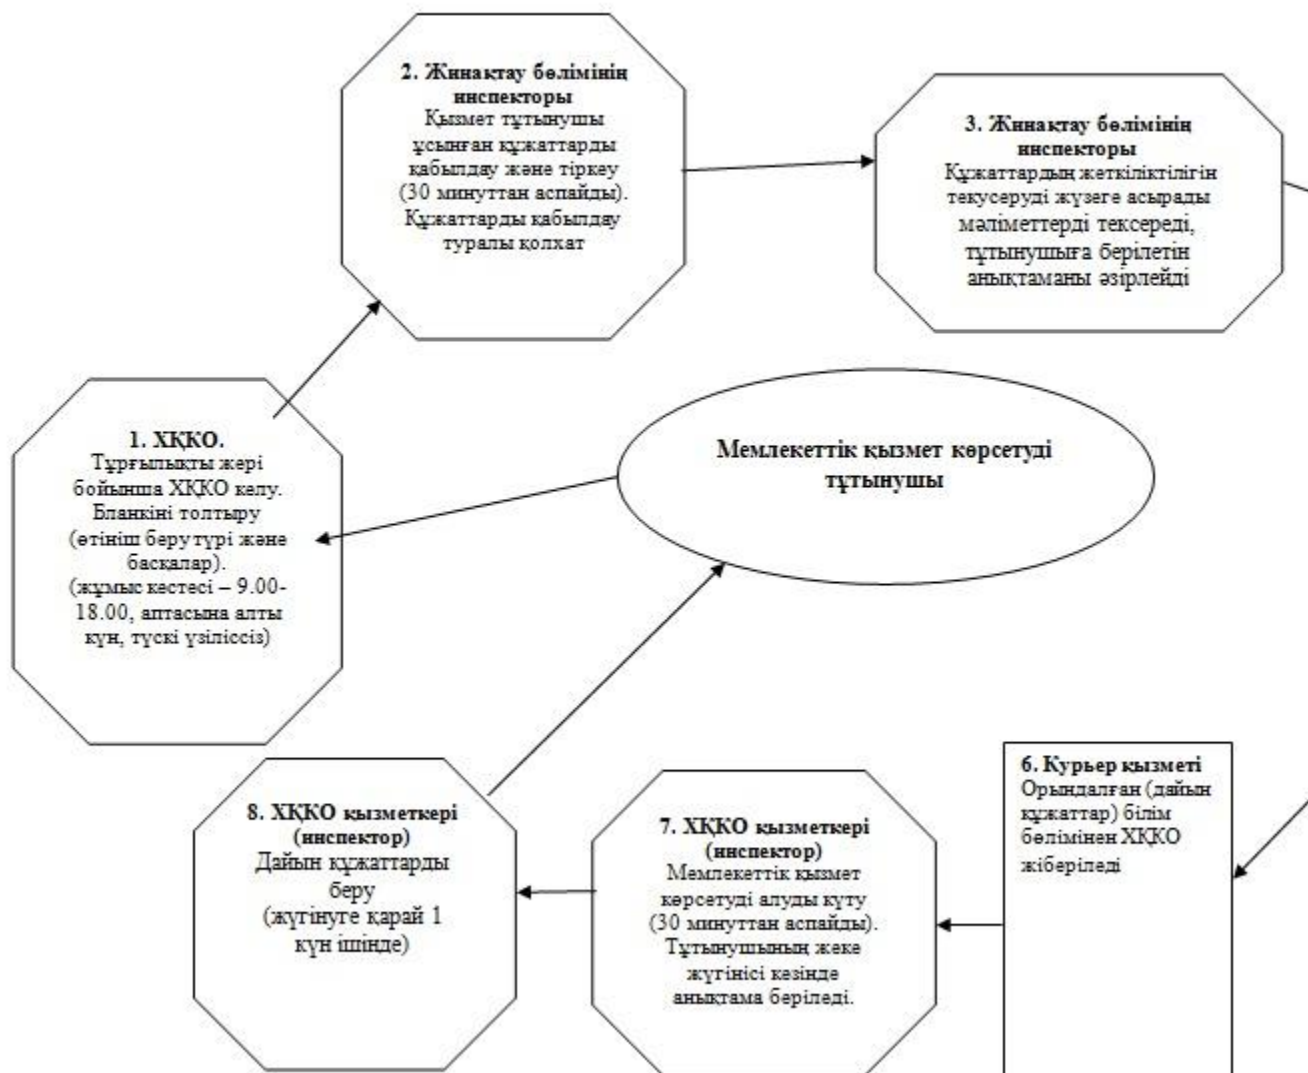 2. Жинақтау бөлімінің
инспекторы
Қызмет тұтынушы
ұсынған құжаттарды
қабылдау және тіркеу
(30 минуттан аспайды).
Құжаттарды қабылдау
туралы қолхат
3. Жинақтау бөлімінің
инспекторы
Құжаттардың жеткіліктілігін
текусеруді жүзеге асырады
мәліметтерді тексереді,
тұтынушыға берілетін
анықтаманы әзірлейді
1. ХҚКО.
Тұрғылықты жері
бойынша ХҚКО келу.
Бланкіні толтыру
(өтініш беру түрі және
басқалар).
(жұмыс кестесі – 9.00-
18.00, аптасына алты
күн, түскі үзіліссіз)
Мемлекеттік қызмет көрсетуді
тұтынушы
8. ХҚКО қызметкері
(инспектор)
Дайын құжаттарды
беру
(жүгінуге қарай 1
күн ішінде)
7. ХҚКО қызметкері
(инспектор)
Мемлекеттік қызмет
көрсетуді алуды күту
(30 минуттан аспайды).
Тұтынушының жеке
жүгінісі кезінде
анықтама беріледі.
6. Курьер қызметі
Орындалған (дайын
құжаттар) білім
бөлімінен ХҚКО
жіберіледі